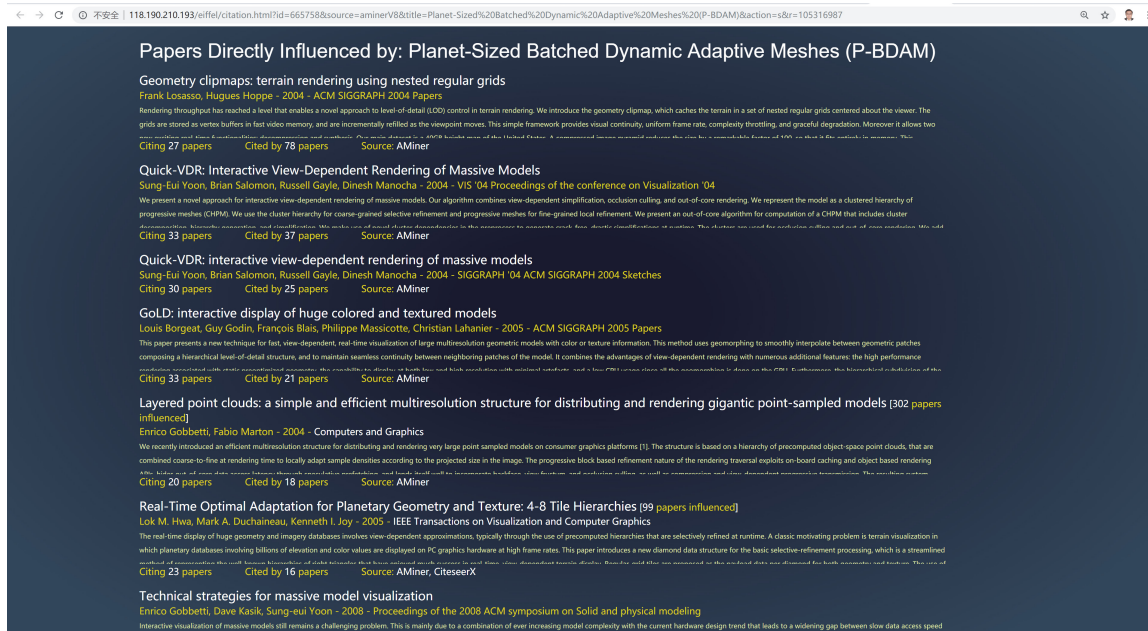 不安全 | 118.190.210.193/eiffel/citation.html?id=665758&source=aminerV8&title=Planet-Sized%20Batched%20Dynamic%20Adaptive%20Meshes%20(P-BDAM)&action=s&r=105316987
Papers Directly Influenced by: Planet-Sized Batched Dynamic Adaptive Meshes (P-BDAM)
Geometry clipmaps: terrain rendering using nested regular grids
Frank Losasso, Hugues Hoppe - 2004 - ACM SIGGRAPH 2004 Papers
Rendering throughput has reached a level that enables a novel approach to level-of-detail (LOD) control in terrain rendering. We introduce the geometry clipmap, which caches the terrain in a set of nested regular grids centered about the viewer. The
grids are stored as vertex buffers in fast video memory, and are incrementally refilled as the viewpoint moves. This simple framework provides visual continuity, uniform frame rate, complexity throttling, and graceful degradation. Moreover it allows two
Citing 27 papers Cited by 78 papers Source: AMiner
Quick-VDR: Interactive View-Dependent Rendering of Massive Models
Sung-Eui Yoon, Brian Salomon, Russell Gayle, Dinesh Manocha - 2004 - VIS '04 Proceedings of the conference on Visualization '04
We present a novel approach for interactive view-dependent rendering of massive models. Our algorithm combines view-dependent simplification, occlusion culling, and out-of-core rendering. We represent the model as a clustered hierarchy of
progressive meshes (CHPM). We use the cluster hierarchy for coarse-grained selective refinement and progressive meshes for fine-grained local refinement. We present an out-of-core algorithm for computation of a CHPM that includes cluster
Citing 33 papers Cited by 37 papers Source: AMiner
Quick-VDR: interactive view-dependent rendering of massive models
Sung-Eui Yoon, Brian Salomon, Russell Gayle, Dinesh Manocha - 2004 - SIGGRAPH '04 ACM SIGGRAPH 2004 Sketches
Citing 30 papers Cited by 25 papers Source: AMiner
GoLD: interactive display of huge colored and textured models
Louis Borgeat, Guy Godin, François Blais, Philippe Massicotte, Christian Lahanier - 2005 - ACM SIGGRAPH 2005 Papers
This paper presents a new technique for fast, view-dependent, real-time visualization of large multiresolution geometric models with color or texture information. This method uses geomorphing to smoothly interpolate between geometric patches
composing a hierarchical level-of-detail structure, and to maintain seamless continuity between neighboring patches of the model. It combines the advantages of view-dependent rendering with numerous additional features: the high performance
Citing 33 papers Cited by 21 papers Source: AMiner
Layered point clouds: a simple and efficient multiresolution structure for distributing and rendering gigantic point-sampled models [302 papers
influenced]
Enrico Gobbetti, Fabio Marton - 2004 - Computers and Graphics
We recently introduced an efficient multiresolution structure for distributing and rendering very large point sampled models on consumer graphics platforms [1]. The structure is based on a hierarchy of precomputed object-space point clouds, that are
combined coarse-to-fine at rendering time to locally adapt sample densities according to the projected size in the image. The progressive block based refinement nature of the rendering traversal exploits on-board caching and object based rendering
Citing 20 papers Cited by 18 papers Source: AMiner
Real-Time Optimal Adaptation for Planetary Geometry and Texture: 4-8 Tile Hierarchies [99 papers influenced]
Lok M. Hwa, Mark A. Duchaineau, Kenneth I. Joy - 2005 - IEEE Transactions on Visualization and Computer Graphics
The real-time display of huge geometry and imagery databases involves view-dependent approximations, typically through the use of precomputed hierarchies that are selectively refined at runtime. A classic motivating problem is terrain visualization in
which planetary databases involving billions of elevation and color values are displayed on PC graphics hardware at high frame rates. This paper introduces a new diamond data structure for the basic selective-refinement processing, which is a streamlined
Citing 23 papers Cited by 16 papers Source: AMiner, CiteseerX
Technical strategies for massive model visualization
Enrico Gobbetti, Dave Kasik, Sung-eui Yoon - 2008 - Proceedings of the 2008 ACM symposium on Solid and physical modeling
Interactive visualization of massive models still remains a challenging problem. This is mainly due to a combination of ever increasing model complexity with the current hardware design trend that leads to a widening gap between slow data access speed